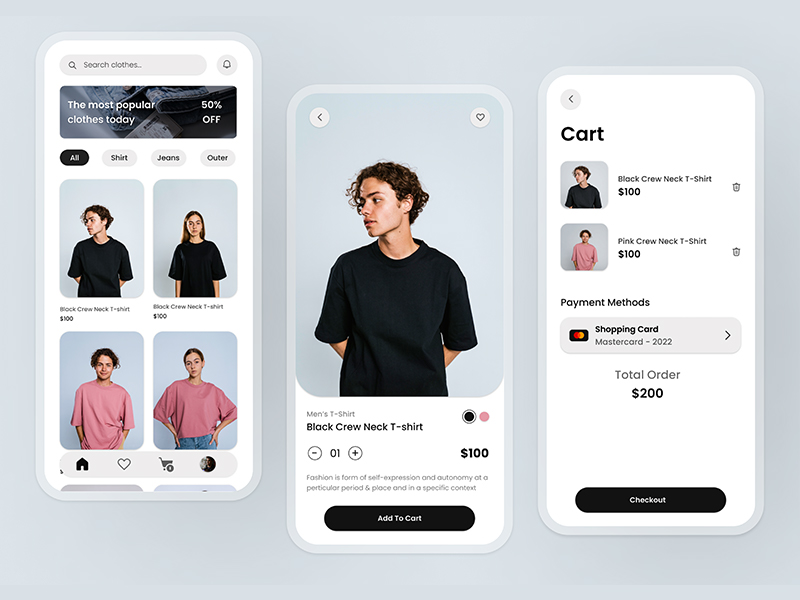 Search clothes..
The most popular
clothes today
50%
OFF
All
Shirt
Jeans
Outer
Black Crew Neck T-shirt
$100
Black Crew Neck T-shirt
$100
Men's T-Shirt
Black Crew Neck T-shirt
01
$100
Fashion is form of self-expression and autonomy at a
perticular period & place and in a specific context
Add To Cart
Cart
Black Crew Neck T-Shirt
$100
Pink Crew Neck T-Shirt
$100
Payment Methods
Shopping Card
Mastercard - 2022
Total Order
$200
Checkout